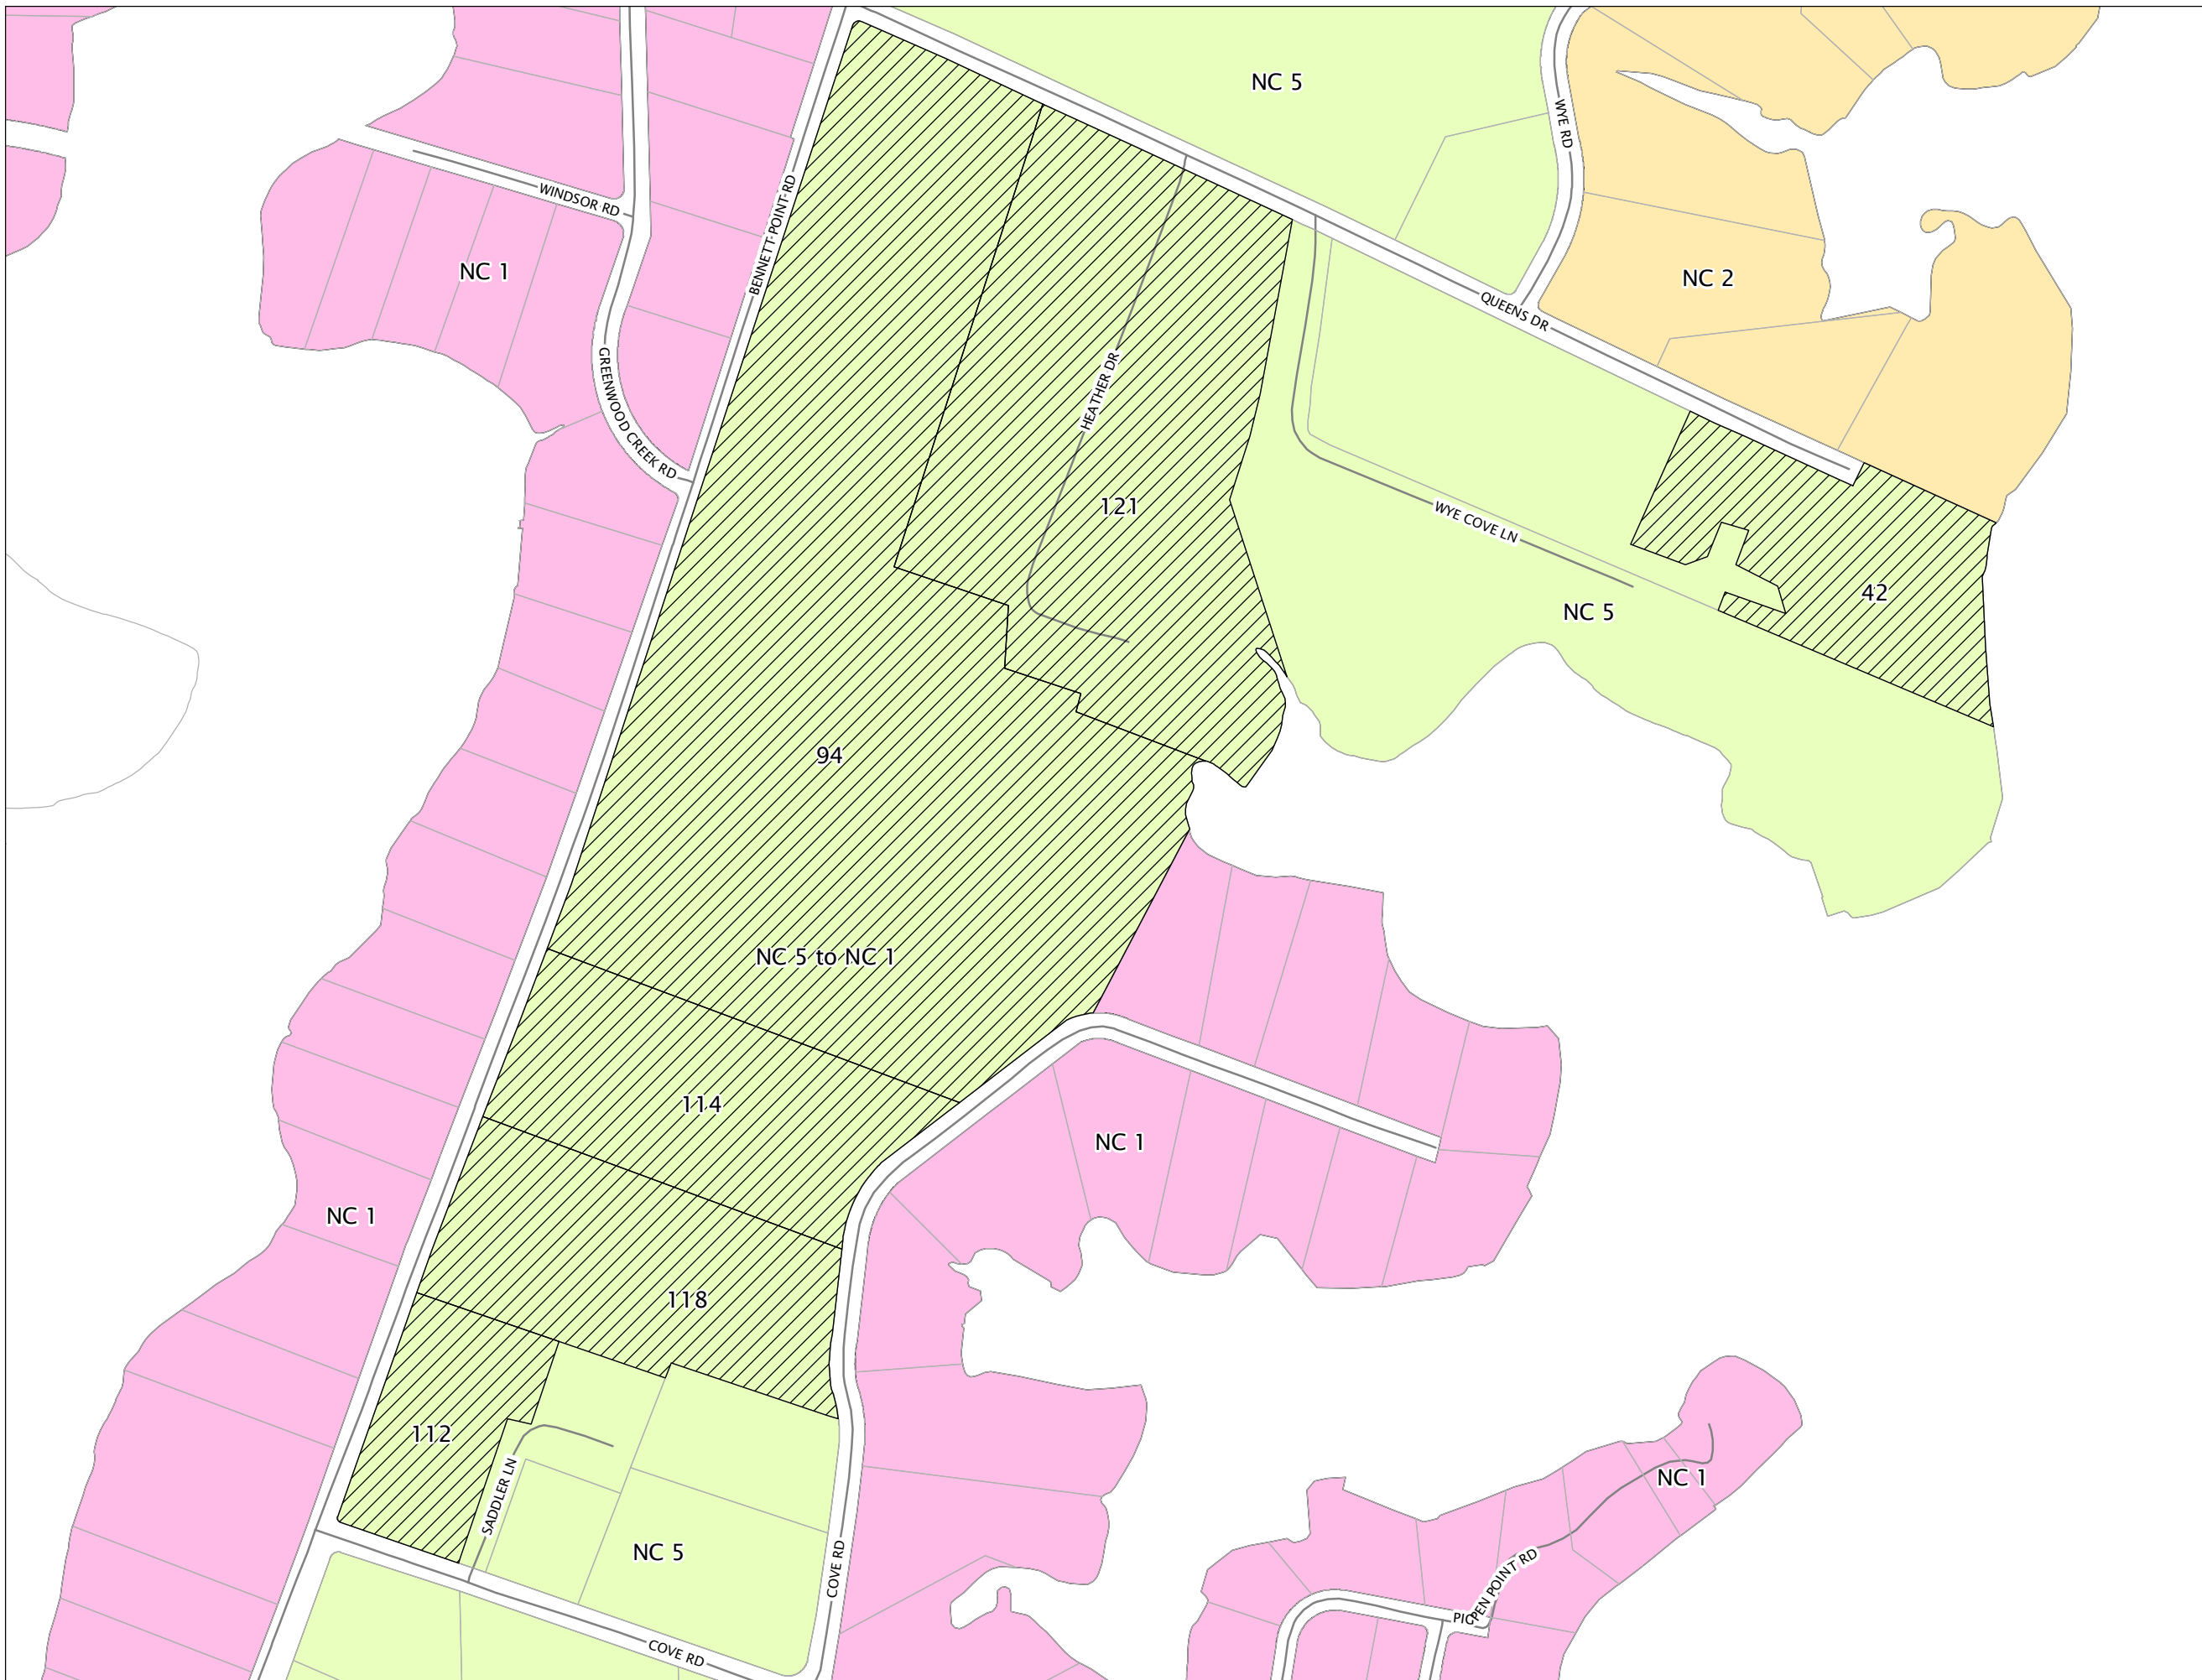 NC 5
WYE RD
WINDSOR RD
BENNETT POINT RD
NC 1
NC 2
QUEENS DR
GREENWOOD CREEK RD
HEATHER DR
121
WYE COVE LN
42
NC 5
94
NC 5 to NC 1
114
NC 1
NC 1
118
112
SADDLER LN
NC 1
NC 5
COVE RD
PIG PEN POINT RD
COVE RD